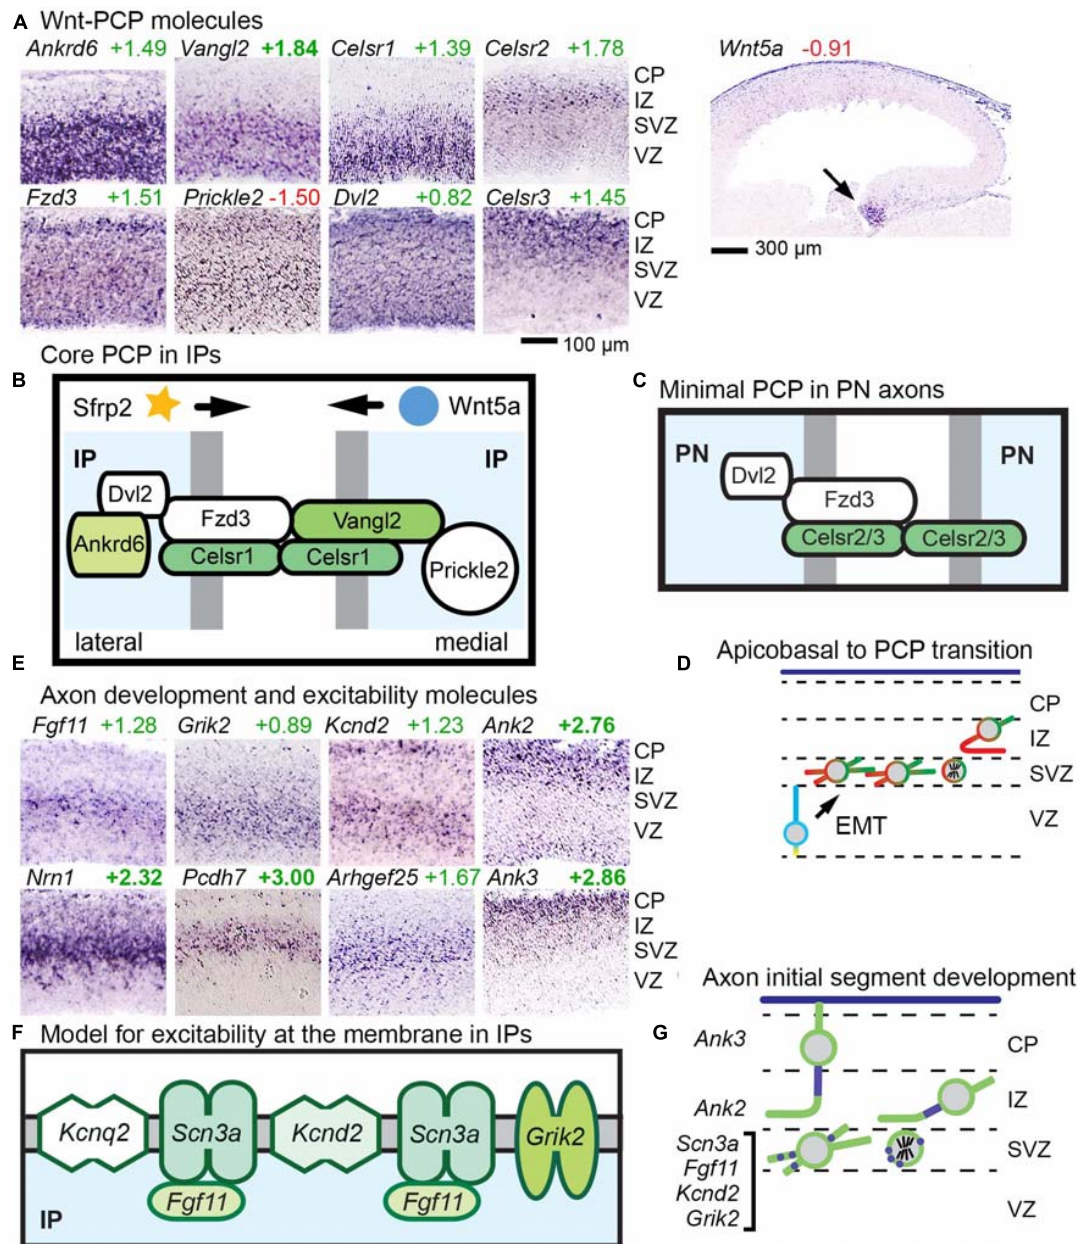 A Wnt-PCP molecules
Ankrd6 +1.49 Vangl2 +1.84 Celsr1 +1.39 Celsr2 +1.78 Wnt5a -0.91
CP
IZ
SVZ
VZ
Fzd3 +1.51 Prickle2 -1.50 Dvl2 +0.82 Celsr3 +1.45
CP
IZ
SVZ
VZ
300 µm
100 µm
Core PCP in IPs
B
Sfrp2 Wnt5a
IP IP
Dvl2
Ankrd6
Fzd3 Vangl2
Celsr1 Celsr1
Prickle2
lateral medial
C Minimal PCP in PN axons
PN PN
Dvl2
Fzd3
Celsr2/3 Celsr2/3
D Apicobasal to PCP transition
CP
IZ
SVZ
VZ
EMT
E
Axon development and excitability molecules
Fgf11 +1.28 Grik2 +0.89 Kcnd2 +1.23 Ank2 +2.76
CP
IZ
SVZ
VZ
Nrn1 +2.32 Pcdh7 +3.00 Arhgef25 +1.67 Ank3 +2.86
CP
IZ
SVZ
VZ
F Model for excitability at the membrane in IPs
Kcnq2 Scn3a Kcnd2 Scn3a Grik2
Fgf11 Fgf11
IP
Axon initial segment development
G
Ank3 CP
Ank2 IZ
Scn3a SVZ
Fgf11
Kcnd2
Grik2 VZ